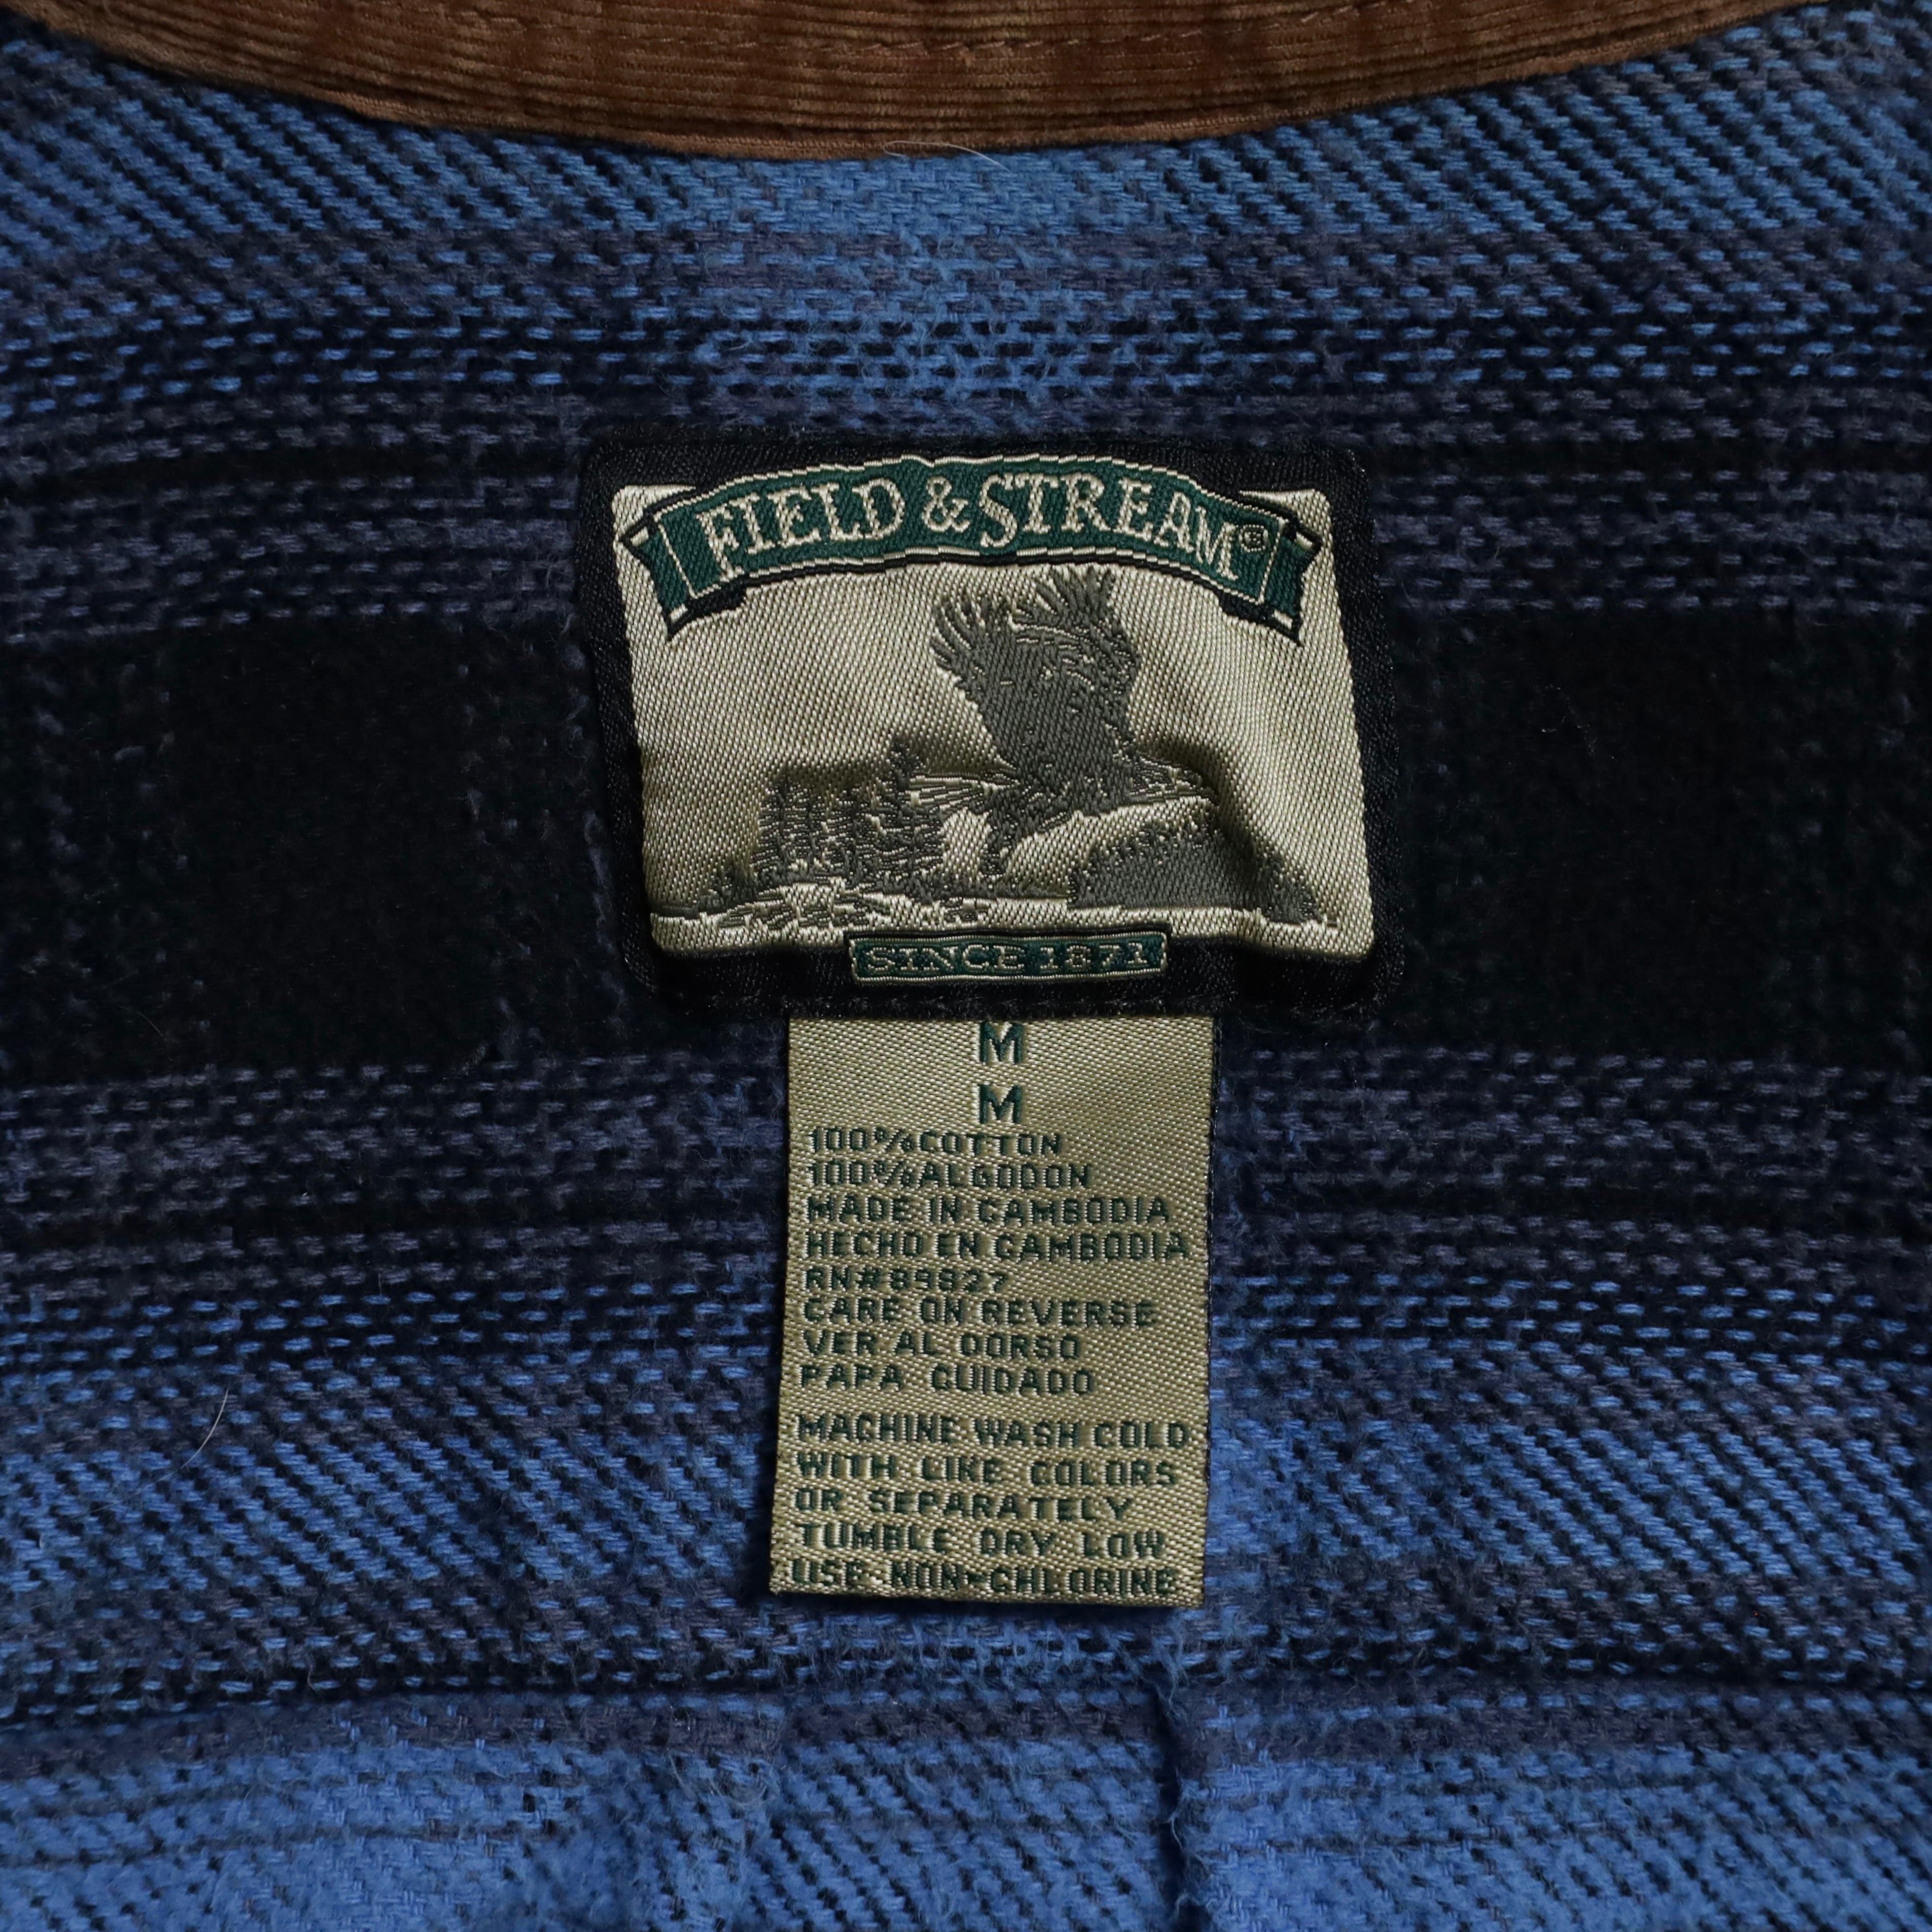 FIELD & STREAM®
SINCE 1871
M
M
100%COTTON
100%ALGODON
MADE IN CAMBODIA
HECHO EN CAMBODIA
RN#89827
CARE ON REVERSE
VER AL DORSO
PAPA CUIDADO
MACHINE WASH COLD
WITH LIKE COLORS
OR SEPARATELY
TUMBLE DRY LOW
USE NON-CHLORINE